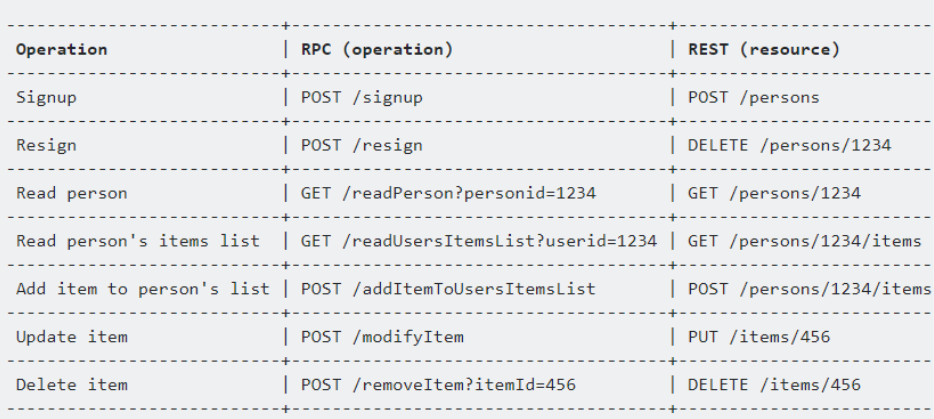 Operation | RPC (operation) | REST (resource)
Signup | POST /signup | POST /persons
Resign | POST /resign | DELETE /persons/1234
Read person | GET /readPerson?personid=1234 | GET /persons/1234
Read person's items list | GET /readUsersItemsList?userid=1234 | GET /persons/1234/items
Add item to person's list | POST /addItemToUsersItemsList | POST /persons/1234/items
Update item | POST /modifyItem | PUT /items/456
Delete item | POST /removeItem?itemId=456 | DELETE /items/456